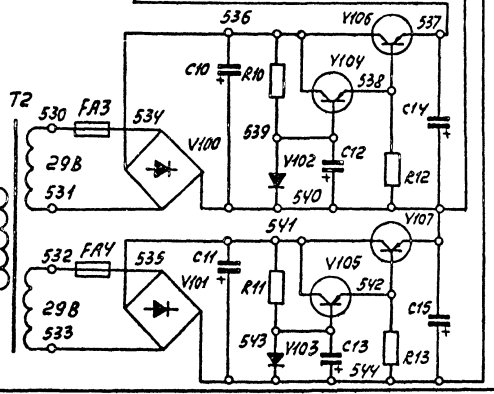 536
V106
537
C10
R10
V104
538
T2
530
FA3
534
C14
539
V100
29В
V102
C12
R12
531
540
V107
541
532
FA4
535
C11
V105
542
R11
V101
29В
C15
533
543
V103
C13
544
R13